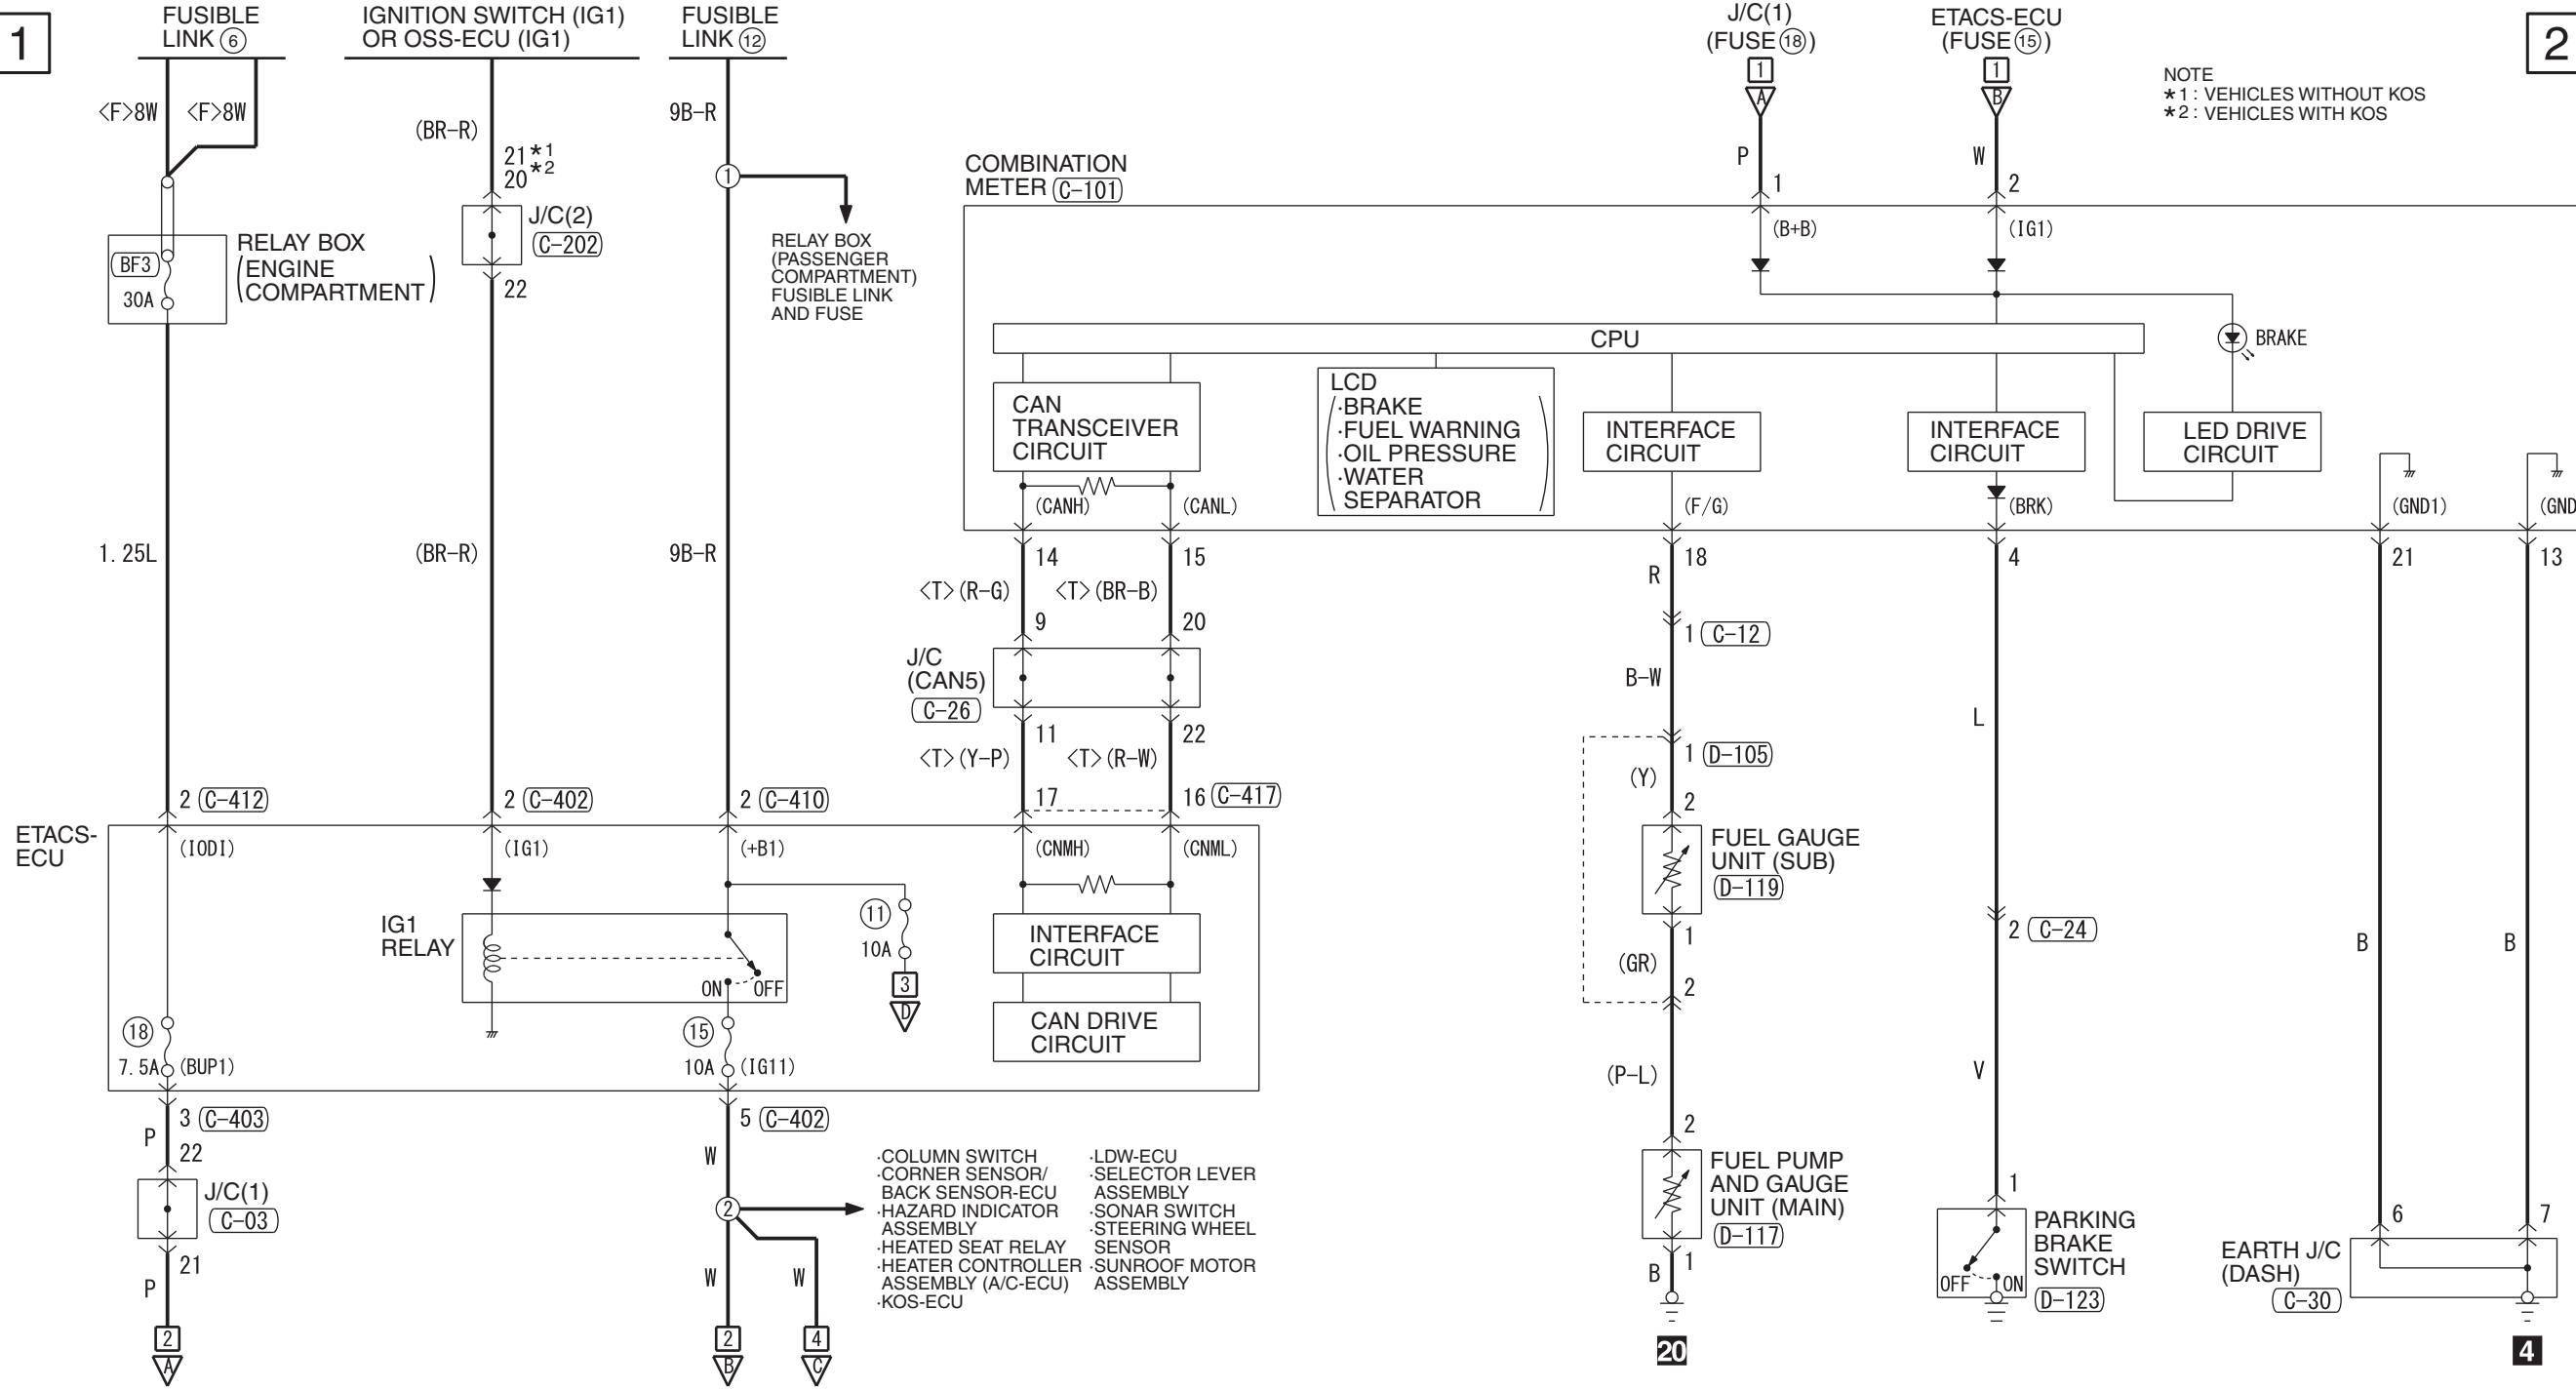 1
FUSIBLE
LINK ⑥
IGNITION SWITCH (IG1)
OR OSS-ECU (IG1)
FUSIBLE
LINK ⑫
J/C(1)
(FUSE⑱)
ETACS-ECU
(FUSE⑮)
2
1
A
1
B
NOTE
*1 : VEHICLES WITHOUT KOS
*2 : VEHICLES WITH KOS
<F>8W
<F>8W
(BR-R)
21*1
20*2
9B-R
1
P
1
W
2
COMBINATION
METER C-101
J/C(2)
C-202
22
RELAY BOX
(PASSENGER
COMPARTMENT)
FUSIBLE LINK
AND FUSE
BF3
30A
RELAY BOX
(ENGINE
COMPARTMENT)
(B+B)
(IG1)
CPU
BRAKE
CAN
TRANSCEIVER
CIRCUIT
LCD
·BRAKE
·FUEL WARNING
·OIL PRESSURE
·WATER
SEPARATOR
INTERFACE
CIRCUIT
INTERFACE
CIRCUIT
LED DRIVE
CIRCUIT
(CANH)
(CANL)
(F/G)
(BRK)
(GND1)
(GND
1.25L
(BR-R)
9B-R
14
15
18
4
21
13
<T>(R-G)
<T>(BR-B)
R
9
20
1 C-12
J/C
(CAN5)
C-26
B-W
L
11
22
1 D-105
<T>(Y-P)
<T>(R-W)
(Y)
2 C-412
2 C-402
2 C-410
17
16 C-417
2
ETACS-
ECU
(IODI)
(IG1)
(+B1)
(CNMH)
(CNML)
FUEL GAUGE
UNIT (SUB)
D-119
IG1
RELAY
⑪
10A
3
D
ON
OFF
INTERFACE
CIRCUIT
CAN DRIVE
CIRCUIT
1
(GR)
2
2 C-24
B
B
⑱
7.5A
(BUP1)
⑮
10A
(IG11)
(P-L)
V
3 C-403
P
22
5 C-402
W
2
J/C(1)
C-03
21
P
2
A
W
W
2
B
4
C
·COLUMN SWITCH
·CORNER SENSOR/
BACK SENSOR-ECU
·HAZARD INDICATOR
ASSEMBLY
·HEATED SEAT RELAY
·HEATER CONTROLLER
ASSEMBLY (A/C-ECU)
·KOS-ECU
·LDW-ECU
·SELECTOR LEVER
ASSEMBLY
·SONAR SWITCH
·STEERING WHEEL
SENSOR
·SUNROOF MOTOR
ASSEMBLY
2
FUEL PUMP
AND GAUGE
UNIT (MAIN)
D-117
B
1
20
1
OFF
ON
PARKING
BRAKE
SWITCH
D-123
6
7
EARTH J/C
(DASH)
C-30
4